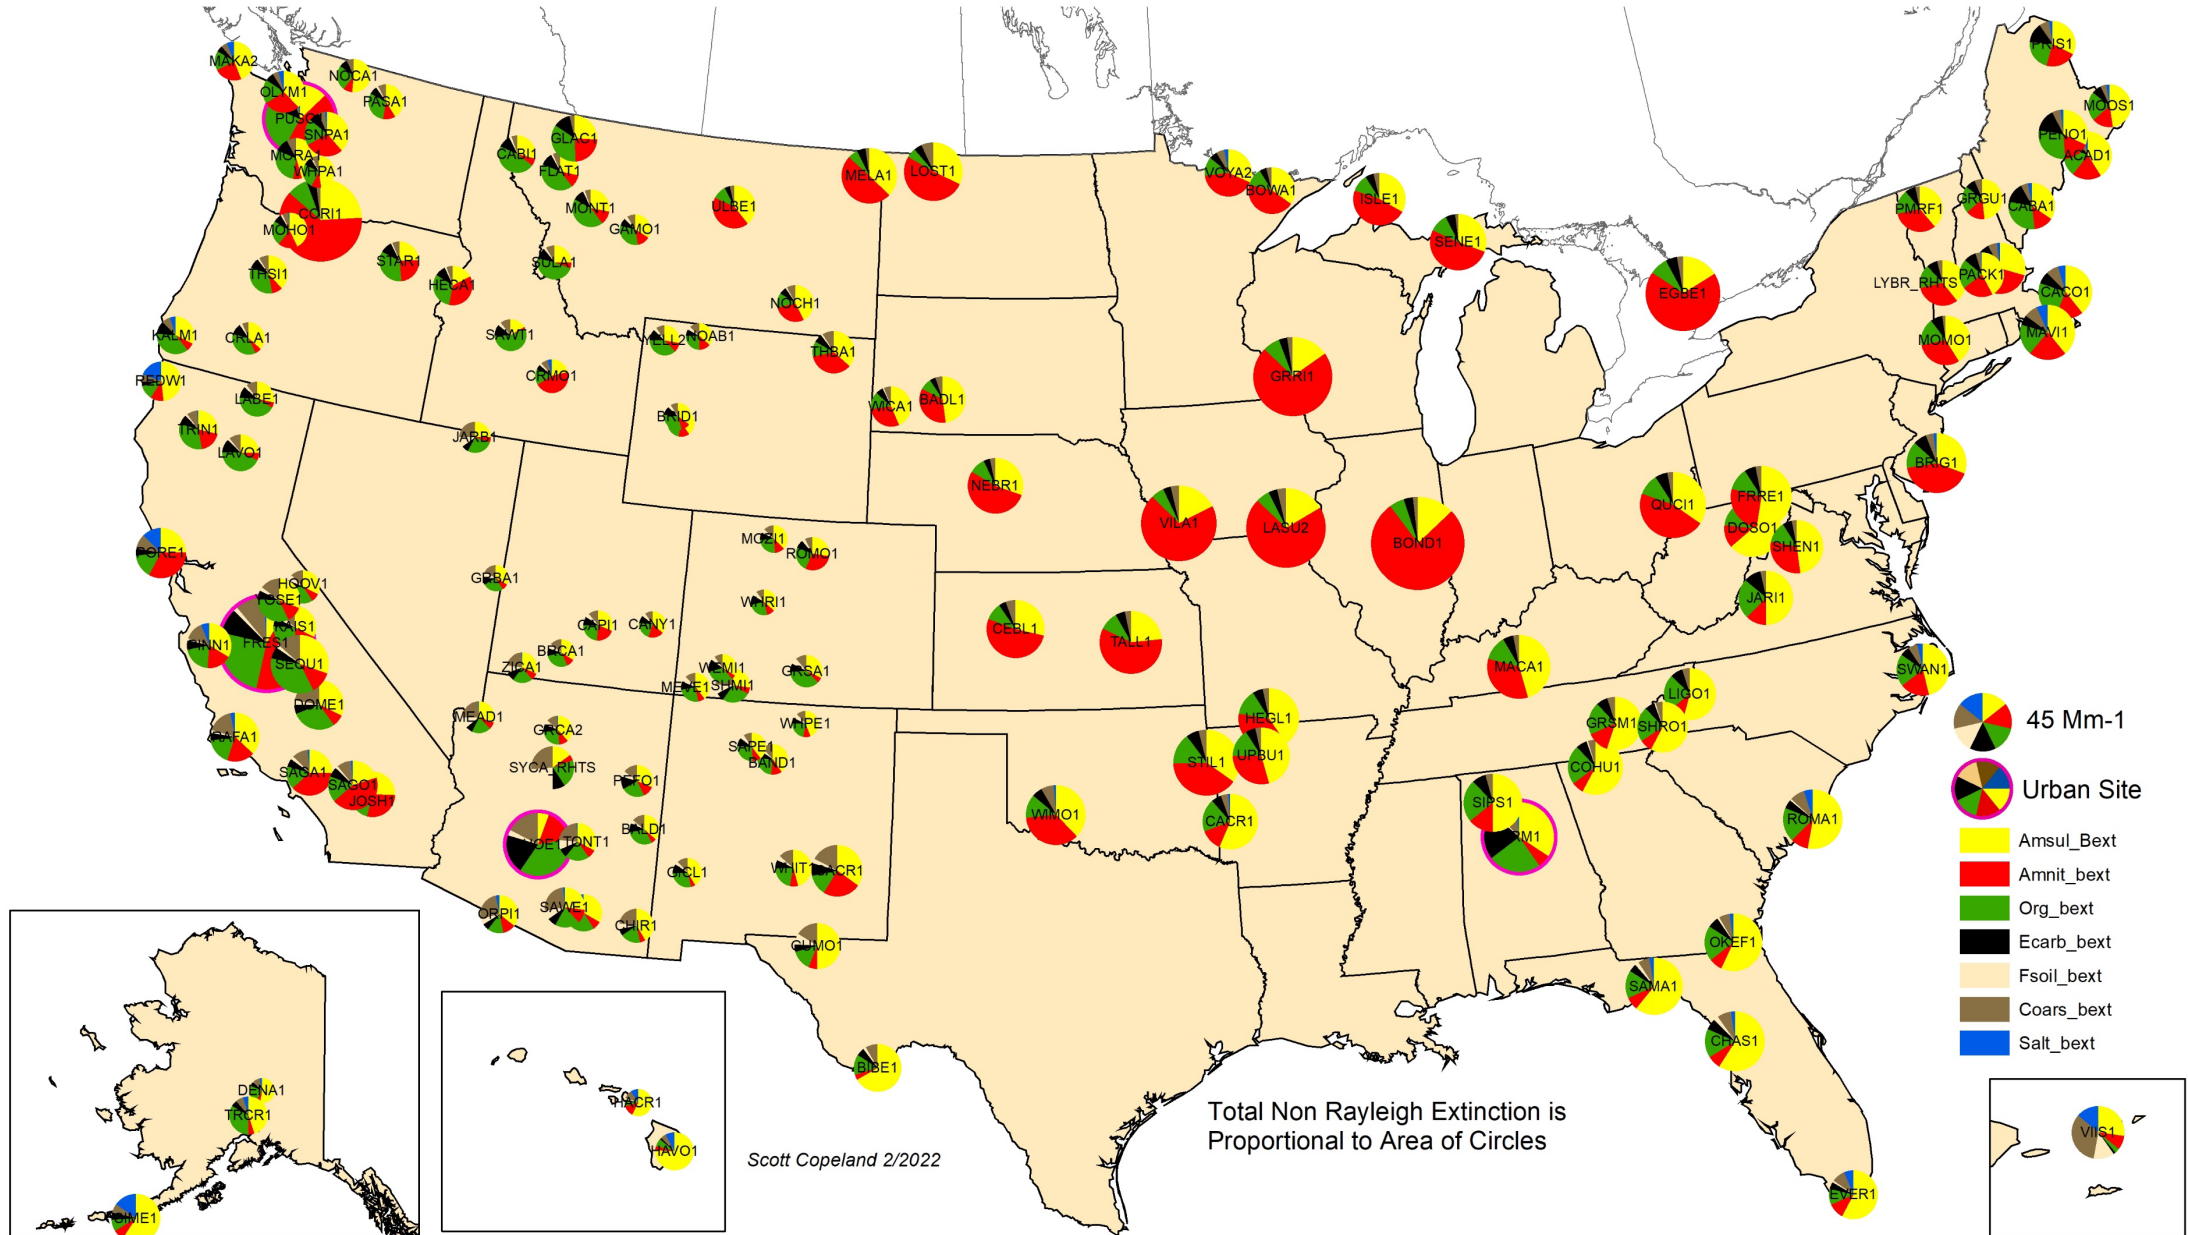 MAKA2
NOCA1
OLYM1
PASA1
SNPA1
MORA1
WHPA1
CORI1
MOHO1
THSI1
STAR1
HECA1
KALM1
CRLA1
REDW1
LABE1
TRIN1
LAVO1
CABI1
GLAC1
FLAT1
MONT1
GAMO1
SULA1
ULBE1
MELA1
LOST1
NOCH1
SAWT1
CRMO1
YELL2
NOAB1
THBA1
BRID1
WICA1
BADL1
JARB1
NEBR1
VOYA2
BOWA1
ISLE1
SENE1
EGBE1
GRRI1
PRIS1
MOOS1
PENO1
ACAD1
PMRF1
GRGU1
CABA1
LYBR_RHTS
PACK1
CACO1
MOMO1
MAVI1
BRIG1
VILA1
LASU2
BOND1
QUCI1
FRRE1
DOSO1
SHEN1
JARI1
MOZI1
ROMO1
WHRI1
GRBA1
CAPI1
CANY1
BRCA1
ZICA1
WEMI1
MEVE1
SHMI1
GRSA1
HOOV1
YOSE1
KAIS1
FRES1
SEQU1
PINN1
DOME1
RAFA1
SAGA1
SAGO1
JOSH1
MEAD1
GRCA2
SYCA_RHTS
PEFO1
TONT1
BALD1
ORPI1
SAWE1
CHIR1
GICL1
SAPE1
BAND1
WHPE1
WHIT1
GUMO1
BIBE1
CEBL1
TALL1
WIMO1
STIL1
HEGL1
UPBU1
CACR1
MACA1
SIPS1
GRSM1
LIGO1
SHRO1
COHU1
SWAN1
ROMA1
OKEF1
SAMA1
CHAS1
EVER1
DENA1
TRCR1
SIME1
HACR1
HAVO1
VIIS1
45 Mm-1
Urban Site
Amsul_Bext
Amnit_bext
Org_bext
Ecarb_bext
Fsoil_bext
Coars_bext
Salt_bext
Total Non Rayleigh Extinction is
Proportional to Area of Circles
Scott Copeland 2/2022